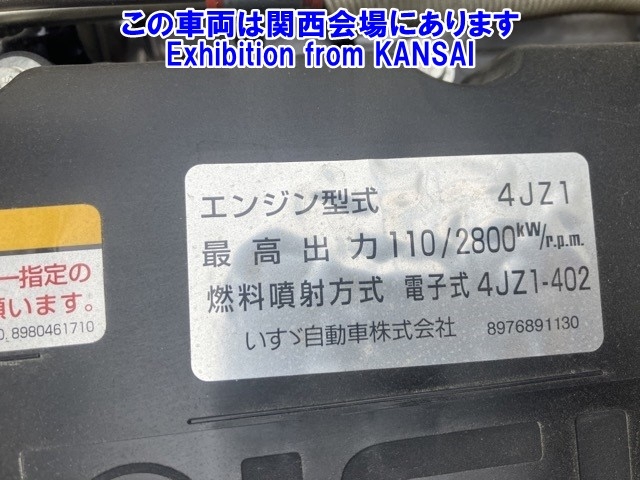 この車両は関西会場にあります
Exhibition from KANSAI
エンジン型式 4JZ1
最高出力 110/2800kW/r.p.m.
燃料噴射方式 電子式 4JZ1-402
いすゞ自動車株式会社 8976891130
一指定の
願います。
0, 8980461710